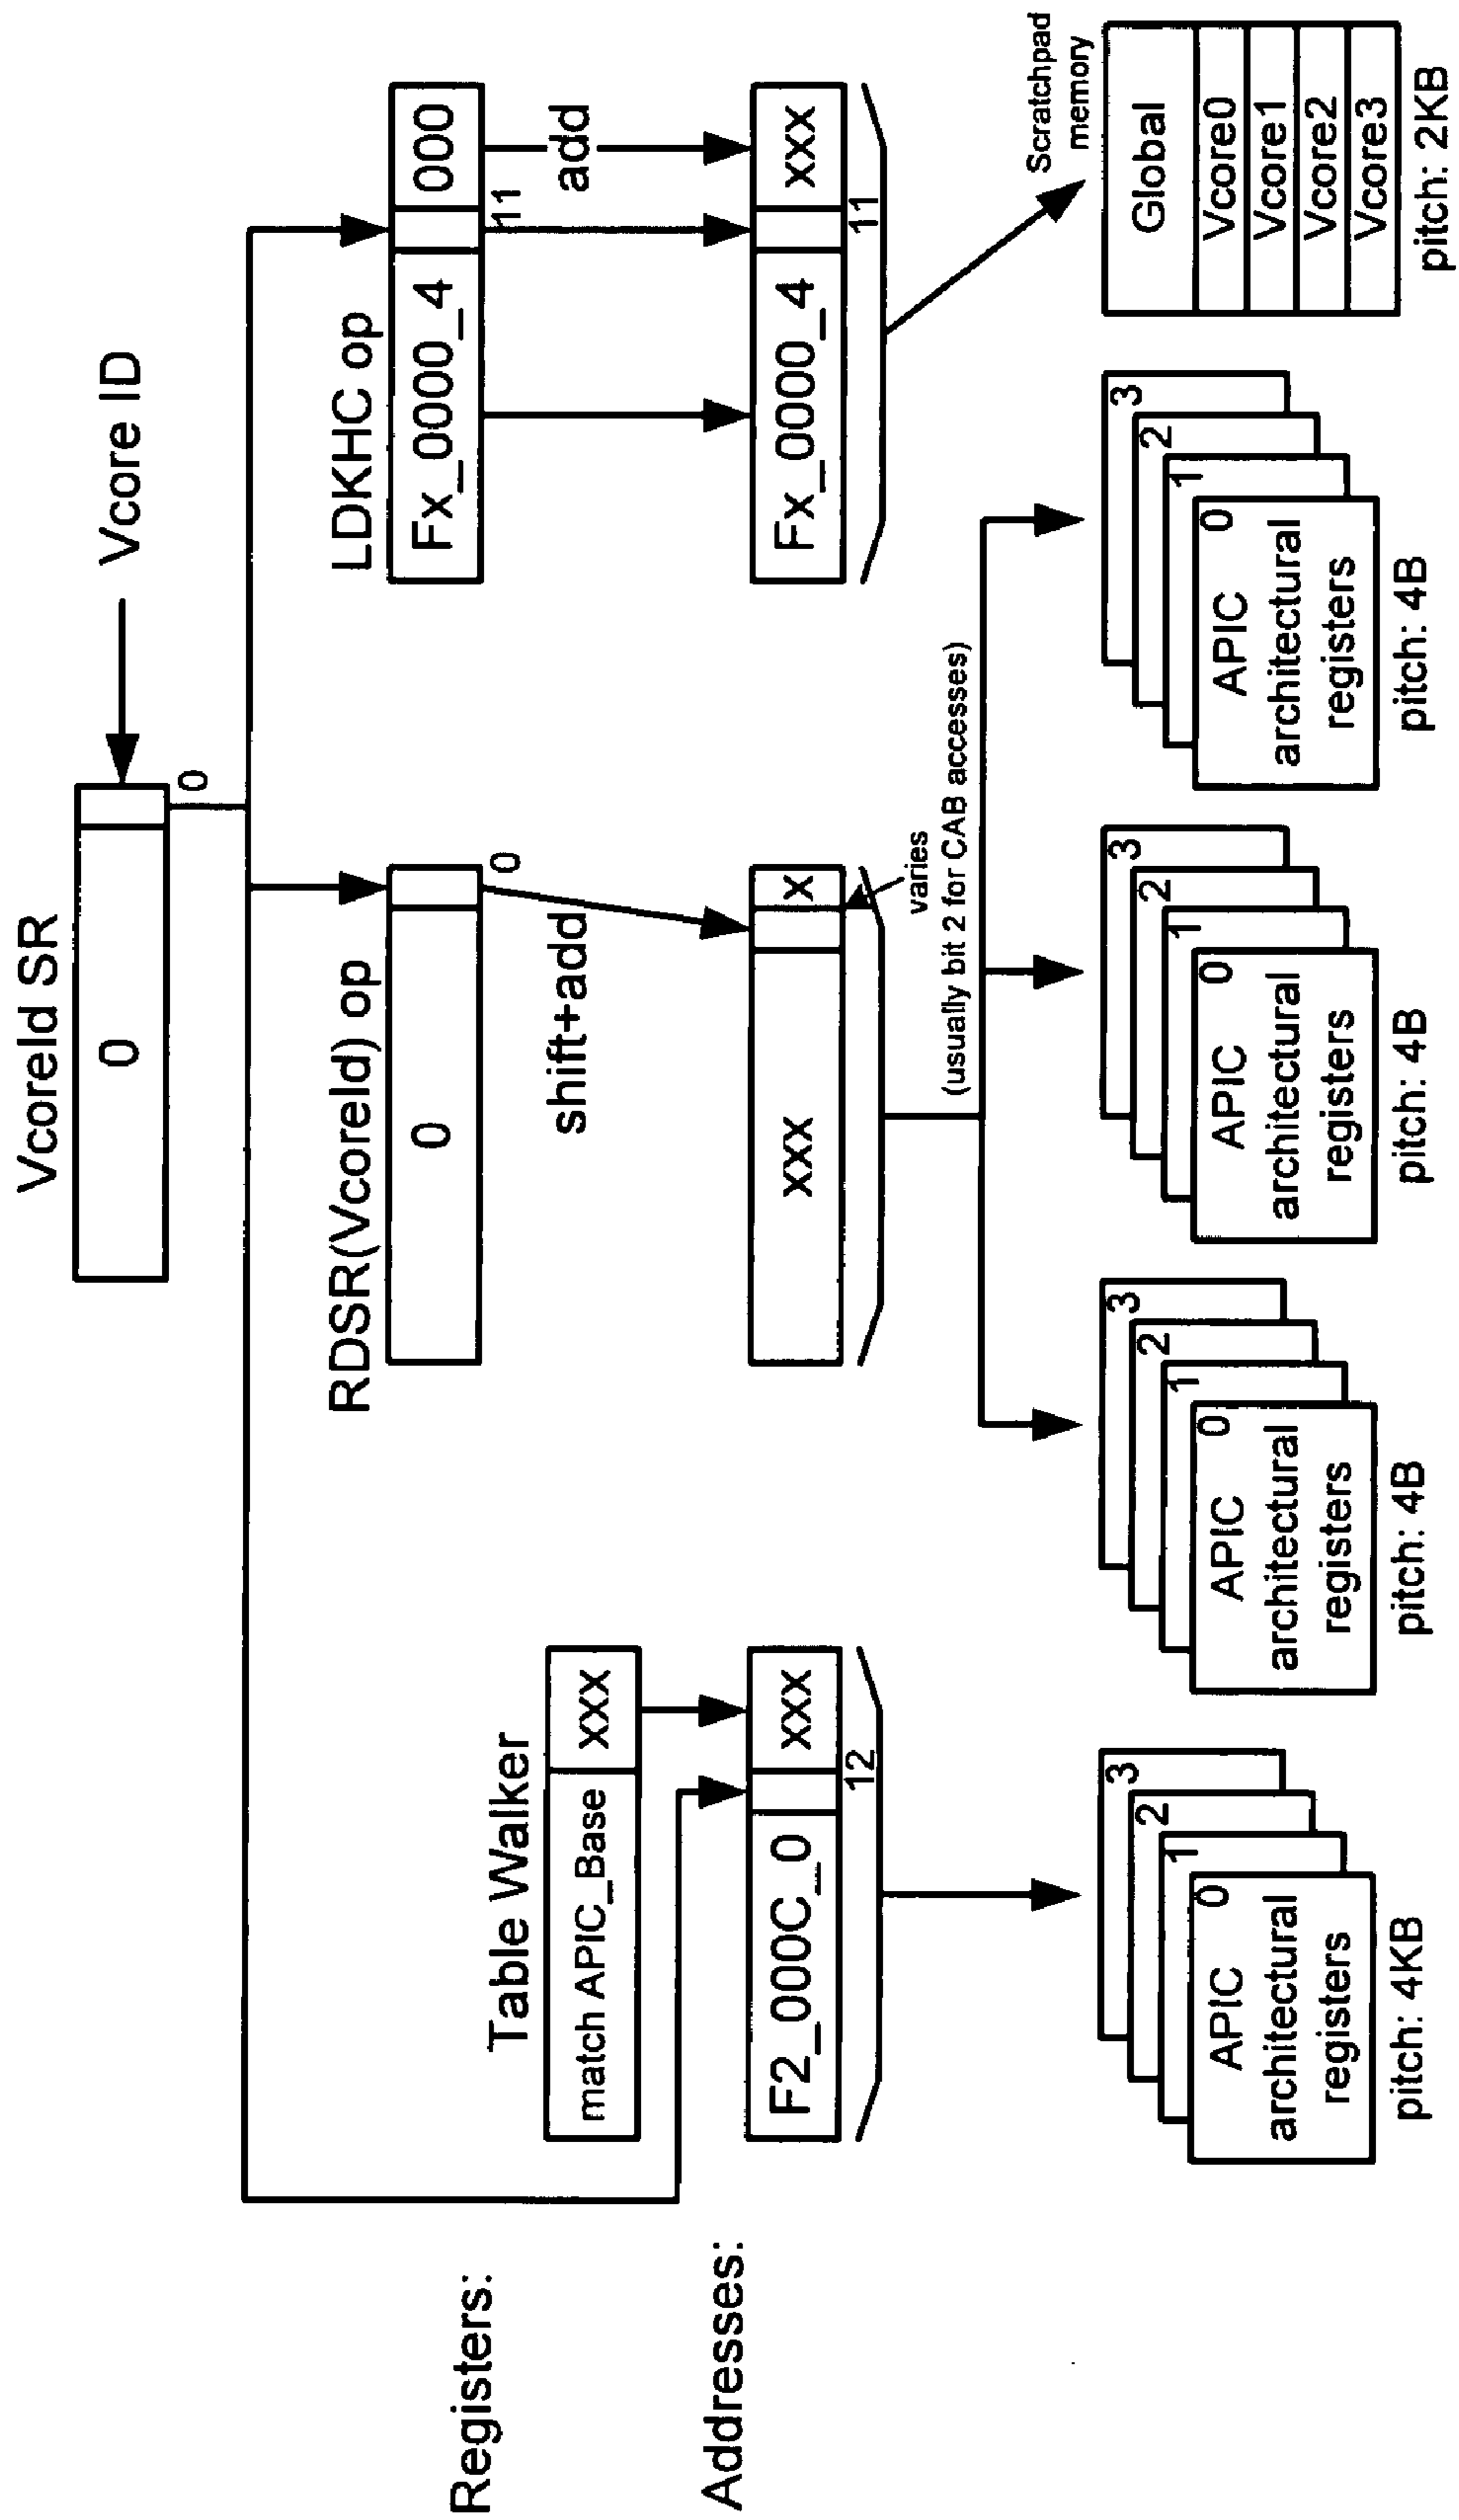 VcoreId SR
0
0
Vcore ID
RDSR(VcoreId) op
0
0
LDKHC op
Fx_0000_4
000
11
Registers:
Table Walker
match APIC_Base
xxx
shift+add
add
Addresses:
F2_000C_0
xxx
12
xxx
x
varies
(usually bit 2 for CAB accesses)
Fx_0000_4
xxx
11
3
2
1
0
APIC
architectural
registers
pitch: 4KB
3
2
1
0
APIC
architectural
registers
pitch: 4B
3
2
1
0
APIC
architectural
registers
pitch: 4B
3
2
1
0
APIC
architectural
registers
pitch: 4B
Scratchpad
memory
Global
Vcore0
Vcore1
Vcore2
Vcore3
pitch: 2KB